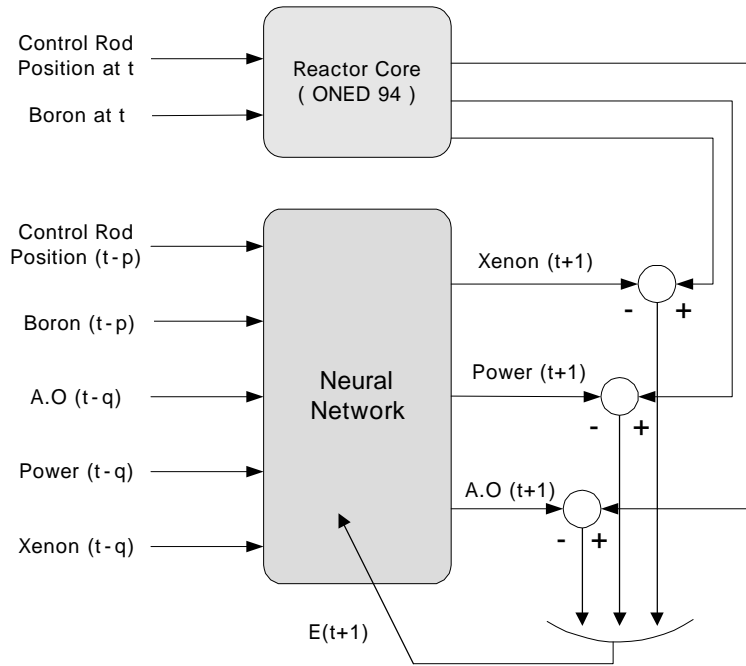 Control Rod
Position at t
Boron at t
Reactor Core
( ONED 94 )
Control Rod
Position (t-p)
Boron (t-p)
A.O (t-q)
Power (t-q)
Xenon (t-q)
Neural
Network
Xenon (t+1)
- +
Power (t+1)
- +
A.O (t+1)
- +
E(t+1)